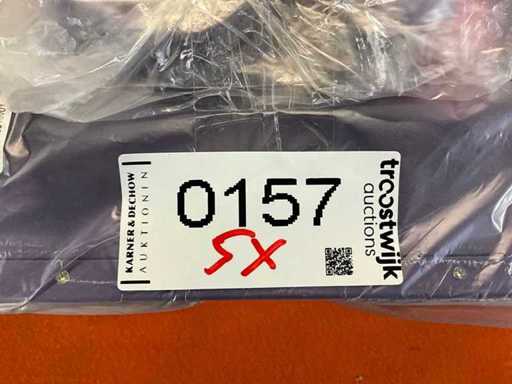 KARNER & DECHOW
AUKTIONEN
0157
5X
troostwijk
auctions